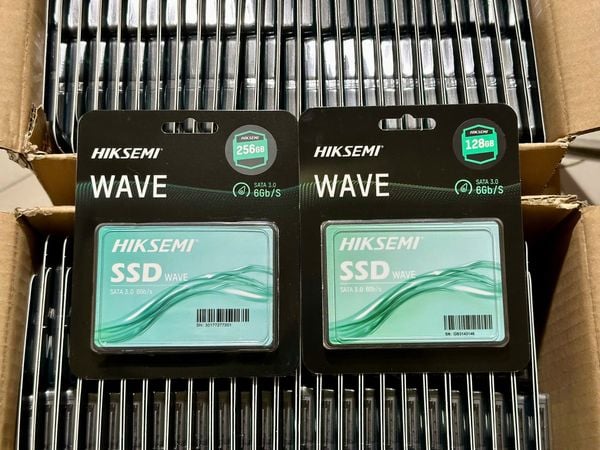 HIKSEMI
256GB
WAVE
SATA 3.0
6Gb/S
HIKSEMI
SSD WAVE
SATA 3.0 6Gb/s
HIKSEMI
128GB
WAVE
SATA 3.0
6Gb/S
HIKSEMI
SSD WAVE
SATA 3.0 6Gb/s